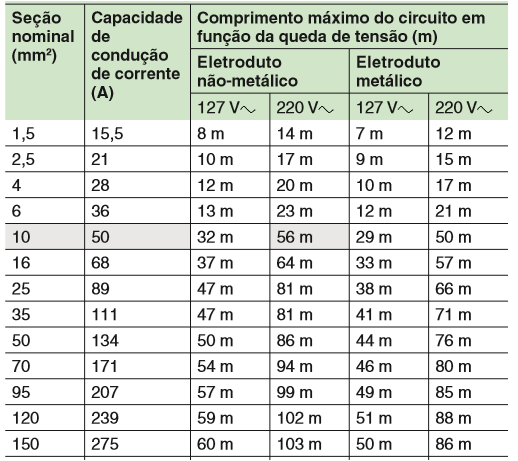 Seção nominal (mm²) | Capacidade de condução de corrente (A) | Comprimento máximo do circuito em função da queda de tensão (m)
Eletroduto não-metálico | Eletroduto metálico
127 V~ | 220 V~ | 127 V~ | 220 V~
1,5 | 15,5 | 8 m | 14 m | 7 m | 12 m
2,5 | 21 | 10 m | 17 m | 9 m | 15 m
4 | 28 | 12 m | 20 m | 10 m | 17 m
6 | 36 | 13 m | 23 m | 12 m | 21 m
10 | 50 | 32 m | 56 m | 29 m | 50 m
16 | 68 | 37 m | 64 m | 33 m | 57 m
25 | 89 | 47 m | 81 m | 38 m | 66 m
35 | 111 | 47 m | 81 m | 41 m | 71 m
50 | 134 | 50 m | 86 m | 44 m | 76 m
70 | 171 | 54 m | 94 m | 46 m | 80 m
95 | 207 | 57 m | 99 m | 49 m | 85 m
120 | 239 | 59 m | 102 m | 51 m | 88 m
150 | 275 | 60 m | 103 m | 50 m | 86 m